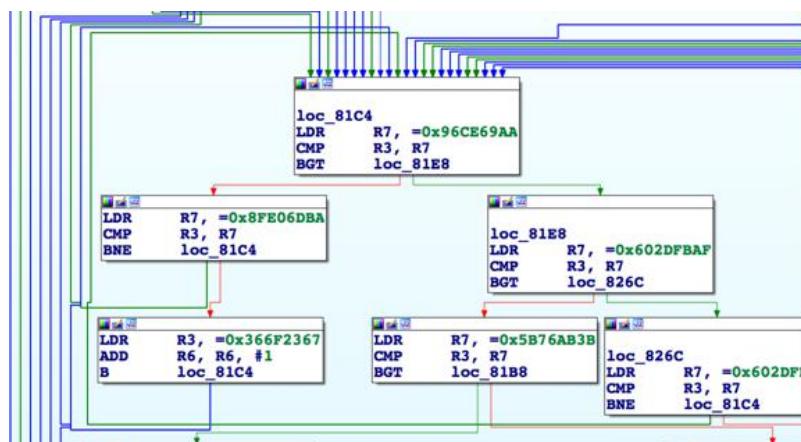 loc_81C4
LDR R7, =0x96CE69AA
CMP R3, R7
BGT loc_81E8
LDR R7, =0x8FE06DBA
CMP R3, R7
BNE loc_81C4
loc_81E8
LDR R7, =0x602DFBAF
CMP R3, R7
BGT loc_826C
LDR R3, =0x366F2367
ADD R6, R6, #1
B loc_81C4
LDR R7, =0x5B76AB3B
CMP R3, R7
BGT loc_81B8
loc_826C
LDR R7,
CMP R3, R7
BNE loc_81C4